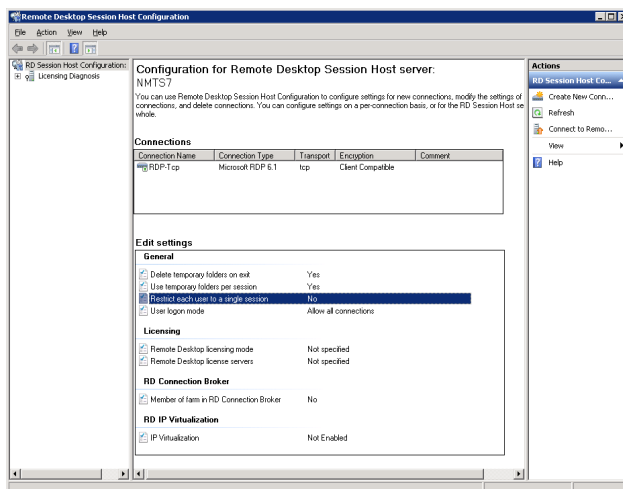 Remote Desktop Session Host Configuration
File Action View Help
RD Session Host Configuration:
Licensing Diagnosis
Configuration for Remote Desktop Session Host server:
NMTS7
You can use Remote Desktop Session Host Configuration to configure settings for new connections, modify the settings of
connections, and delete connections. You can configure settings on a per-connection basis, or for the RD Session Host se
whole.
Connections
Connection Name Connection Type Transport Encryption Comment
RDP-Tcp Microsoft RDP 6.1 tcp Client Compatible
Edit settings
General
Delete temporary folders on exit Yes
Use temporary folders per session Yes
Restrict each user to a single session No
User logon mode Allow all connections
Licensing
Remote Desktop licensing mode Not specified
Remote Desktop license servers Not specified
RD Connection Broker
Member of farm in RD Connection Broker No
RD IP Virtualization
IP Virtualization Not Enabled
Actions
RD Session Host Co...
Create New Conn...
Refresh
Connect to Remo...
View
Help